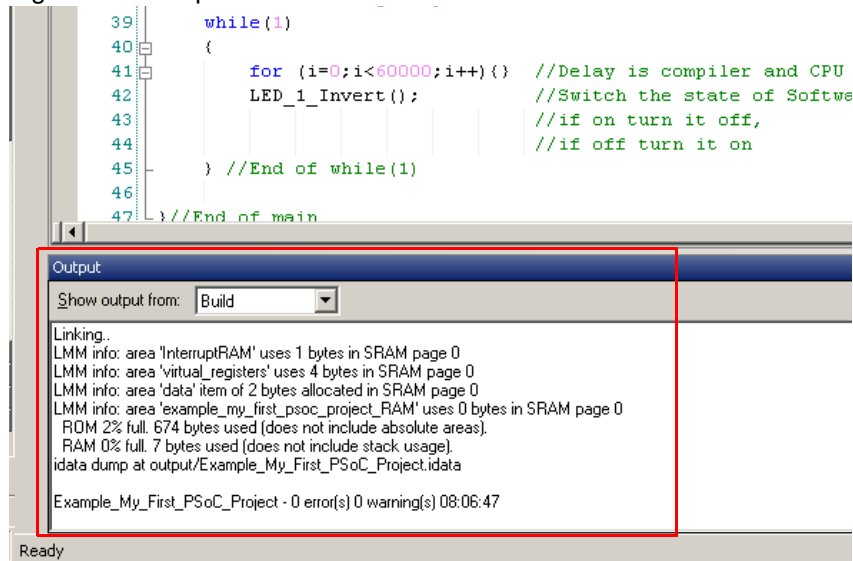 39 while(1)
40 {
41 for (i=0;i<60000;i++){} //Delay is compiler and CPU
42 LED_1_Invert(); //Switch the state of
43 //if on turn it off,
44 //if off turn it on
45 } //End of while(1)
46
47 }//End of main
Output
Show output from: Build
Linking..
LMM info: area 'InterruptRAM' uses 1 bytes in SRAM page 0
LMM info: area 'virtual_registers' uses 4 bytes in SRAM page 0
LMM info: area 'data' item of 2 bytes allocated in SRAM page 0
LMM info: area 'example_my_first_psoc_project_RAM' uses 0 bytes in SRAM page 0
ROM 2% full. 674 bytes used (does not include absolute areas).
RAM 0% full. 7 bytes used (does not include stack usage).
idata dump at output/Example_My_First_PSoC_Project.idata
Example_My_First_PSoC_Project - 0 error(s) 0 warning(s) 08:06:47
Ready